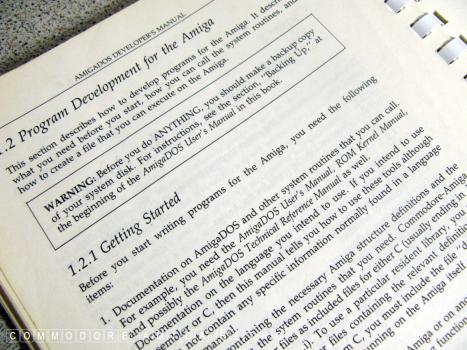 AMIGADOS DEVELOPER'S MANUAL
1.2 Program Development for the Amiga
This section describes how to develop programs for the Amiga. It describes
what you need before you start, how you can call the system routines, and
how to create a file that you can execute on the Amiga.
WARNING: Before you do ANYTHING, you should make a backup copy
of your system disk. For instructions, see the section, "Backing Up," at
the beginning of the AmigaDOS User's Manual in this book.
1.2.1 Getting Started
Before you start writing programs for the Amiga, you need the following
items:
1. Documentation on AmigaDOS and other system routines that you can call.
For example, you need the AmigaDOS User's Manual, ROM Kernel Manual,
and possibly the AmigaDOS Technical Reference Manual as well.
Documentation on the language you intend to use. If you intend to use
Assembler or C, then this manual tells you how to use these tools although
contain any specific information normally found in a language
manual.
containing the necessary Amiga structure definitions and the
the system routines that you need. Commodore-Amiga
files as included files for either C (usually ending in
To use a particular resident library, you
files containing
C, you must include the file
running on the Amiga itself
Amiga or on
COMMODORE